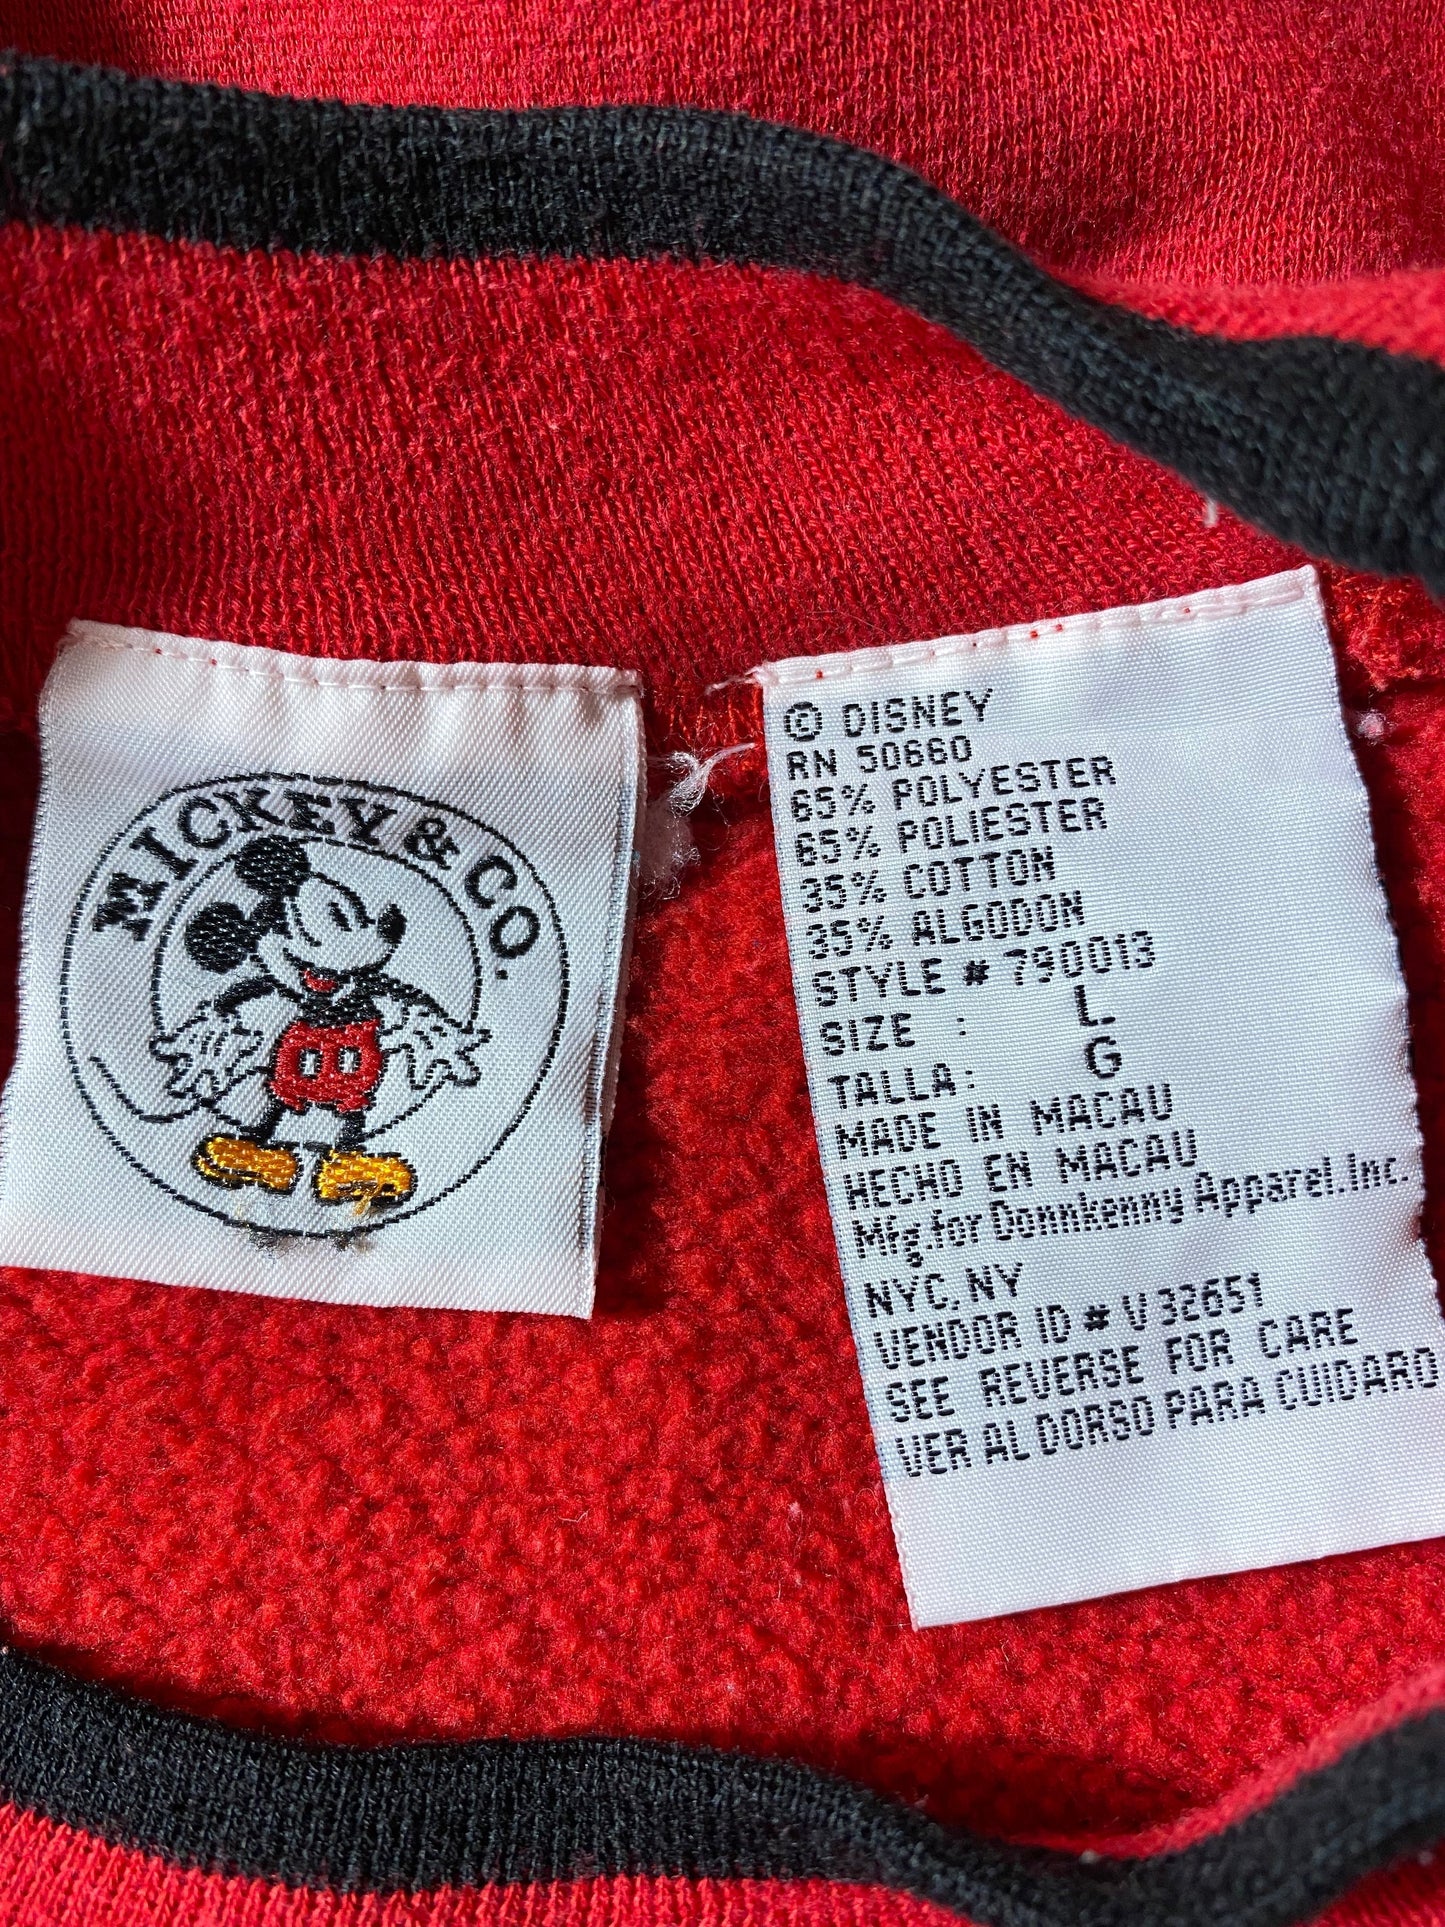 MICKEY & CO.
© DISNEY
RN 50660
65% POLYESTER
65% POLIESTER
35% COTTON
35% ALGODON
STYLE # 790013
SIZE : L
TALLA: G
MADE IN MACAU
HECHO EN MACAU
Mfg.for Donnkenny Apparel.Inc.
NYC, NY
VENDOR ID # V32651
SEE REVERSE FOR CARE
VER AL DORSO PARA CUIDARO